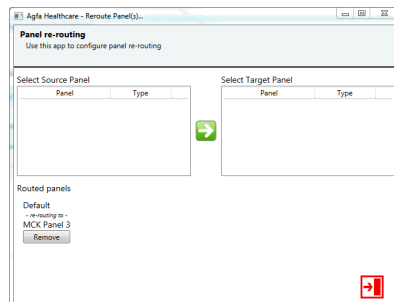 Agfa Healthcare - Reroute Panel(s)...
Panel re-routing
Use this app to configure panel re-routing
Select Source Panel
Select Target Panel
Panel Type
Panel Type
Routed panels
Default
- re-routing to -
MCK Panel 3
Remove